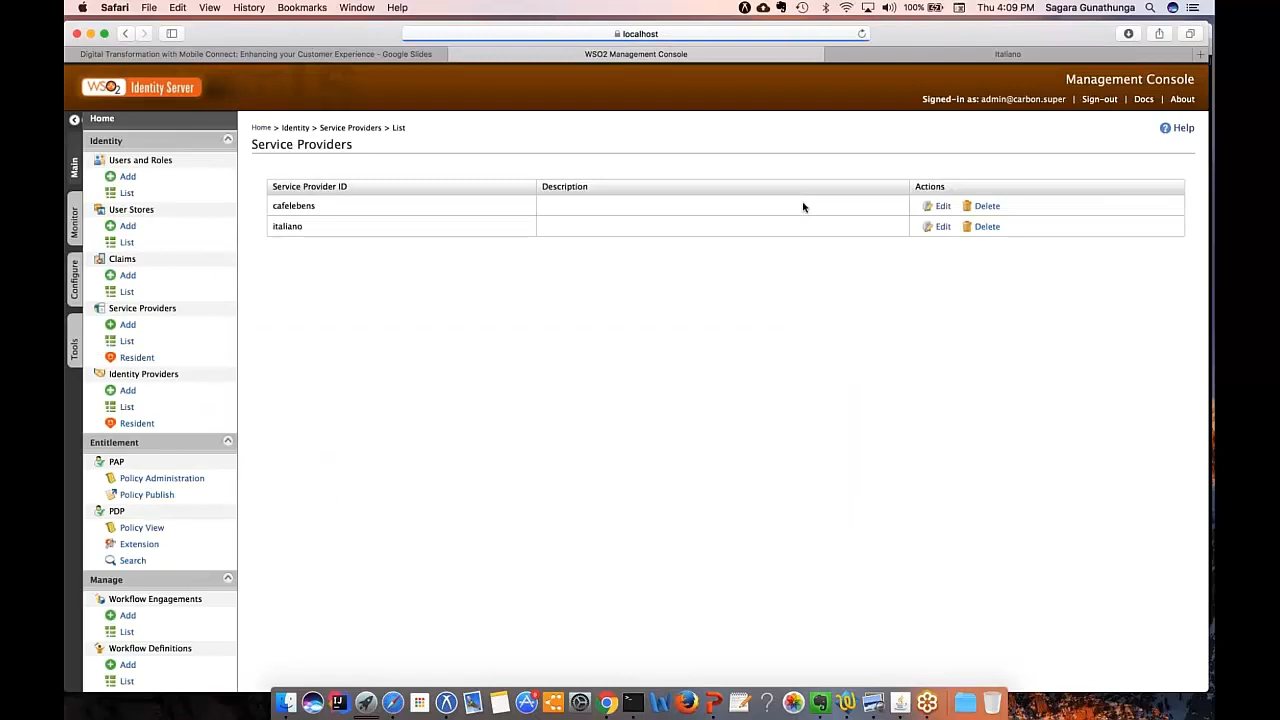 Safari File Edit View History Bookmarks Window Help 100% Thu 4:09 PM Sagara Gunathunga
localhost
Digital Transformation with Mobile Connect: Enhancing your Customer Experience - Google Slides WSO2 Management Console Italiano
WSO2 Identity Server Management Console
Signed-in as: admin@carbon.super | Sign-out | Docs | About
Home
Home > Identity > Service Providers > List Help
Service Providers
Main
Monitor
Configure
Tools
Identity
Users and Roles
Add
List
User Stores
Add
List
Claims
Add
List
Service Providers
Add
List
Resident
Identity Providers
Add
List
Resident
Entitlement
PAP
Policy Administration
Policy Publish
PDP
Policy View
Extension
Search
Manage
Workflow Engagements
Add
List
Workflow Definitions
Add
List
Service Provider ID Description Actions
cafelebens Edit Delete
italiano Edit Delete